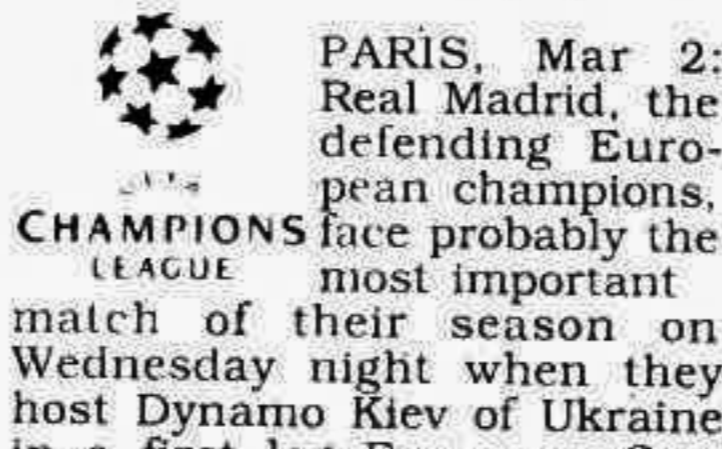 PARIS, Mar 2:
Real Madrid, the
defending Euro-
pean champions,
CHAMPIONS
LEAGUE
face probably the
most important
match of their season on
Wednesday night when they
host Dynamo Kiev of Ukraine